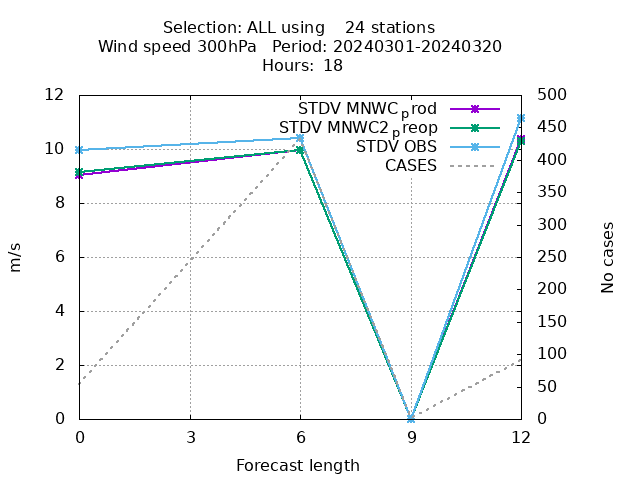 Selection: ALL using    24 stations
Wind speed 300hPa   Period: 20240301-20240320
Hours: 18
STDV MNWCprod
STDV MNWC2preop
STDV OBS
CASES
12
10
8
6
4
2
0
m/s
500
450
400
350
300
250
200
150
100
50
0
No cases
0 3 6 9 12
Forecast length